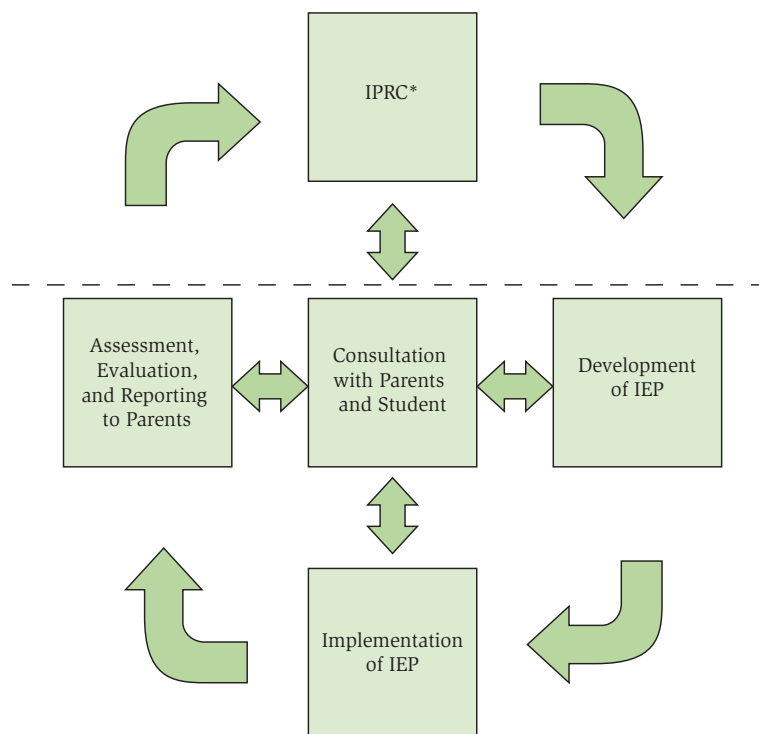 IPRC*
Assessment,
Evaluation,
and Reporting
to Parents
Consultation
with Parents
and Student
Development
of IEP
Implementation
of IEP